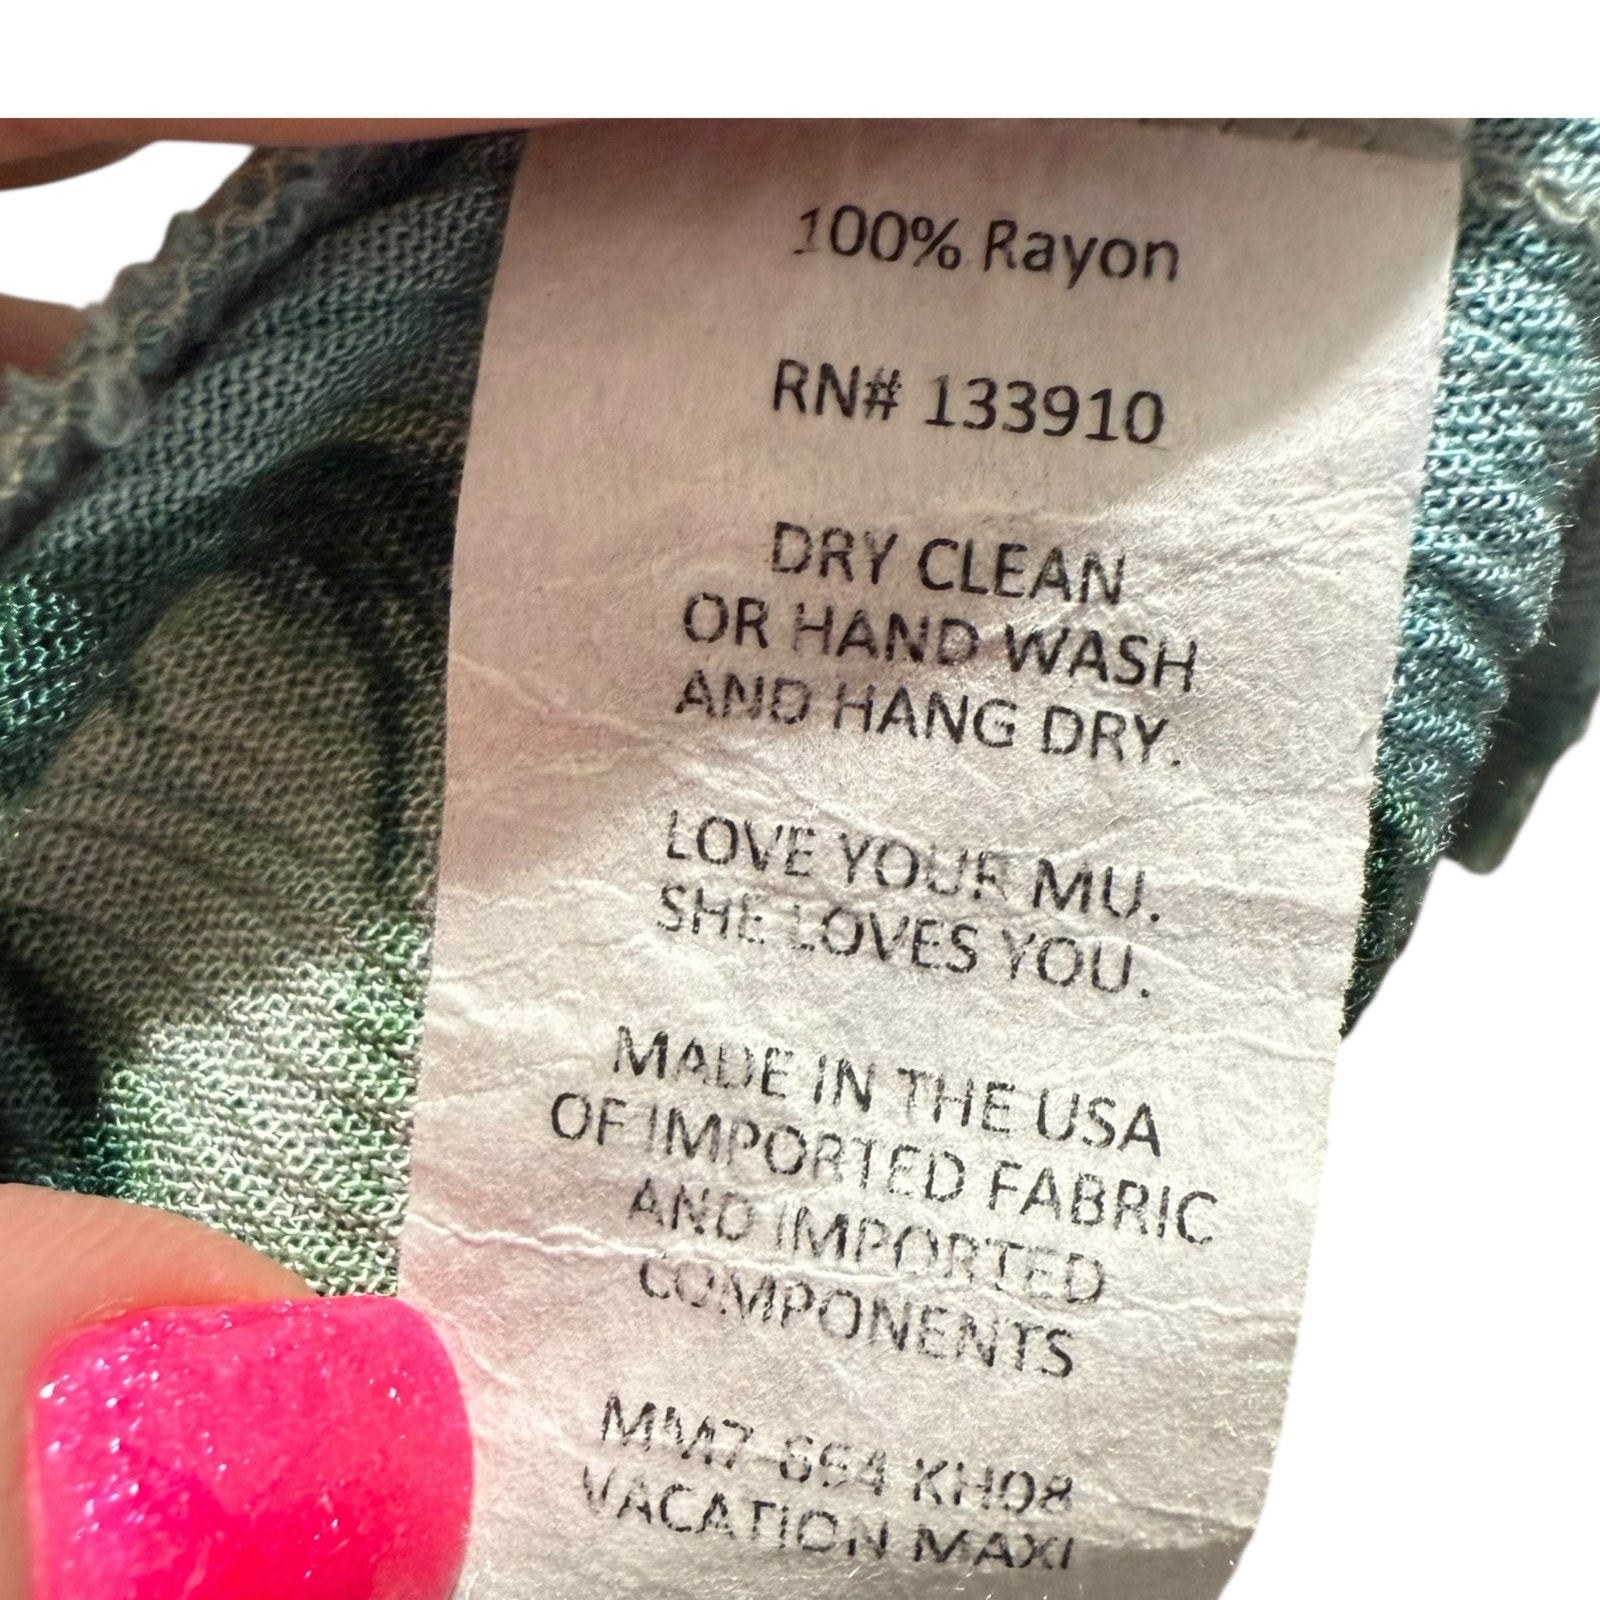 100% Rayon
RN# 133910
DRY CLEAN
OR HAND WASH
AND HANG DRY.
LOVE YOUR MU.
SHE LOVES YOU.
MADE IN THE USA
OF IMPORTED FABRIC
AND IMPORTED
COMPONENTS
MM7-654 KH08
VACATION MAXI